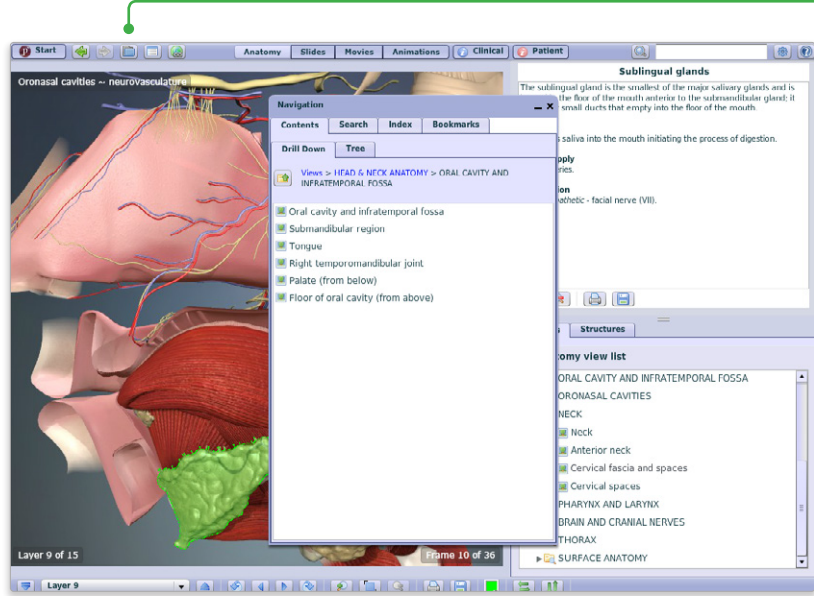 Start
Anatomy Slides Movies Animations Clinical Patient
Oronasal cavities -- neurovasculature
Sublingual glands
The sublingual gland is the smallest of the major salivary glands and is
the floor of the mouth anterior to the submandibular gland; it
small ducts that empty into the floor of the mouth.
saliva into the mouth initiating the process of digestion.
Navigation
Contents Search Index Bookmarks
Drill Down Tree
Views > HEAD & NECK ANATOMY > ORAL CAVITY AND
INFRATEMPORAL FOSSA
Oral cavity and infratemporal fossa
Submandibular region
Tongue
Right temporomandibular joint
Palate (from below)
Floor of oral cavity (from above)
- facial nerve (VII).
Structures
view list
ORAL CAVITY AND INFRATEMPORAL FOSSA
ORONASAL CAVITIES
NECK
Neck
Anterior neck
Cervical fascia and spaces
Cervical spaces
PHARYNX AND LARYNX
BRAIN AND CRANIAL NERVES
THORAX
SURFACE ANATOMY
Layer 9 of 15
Frame 10 of 36
Layer 9